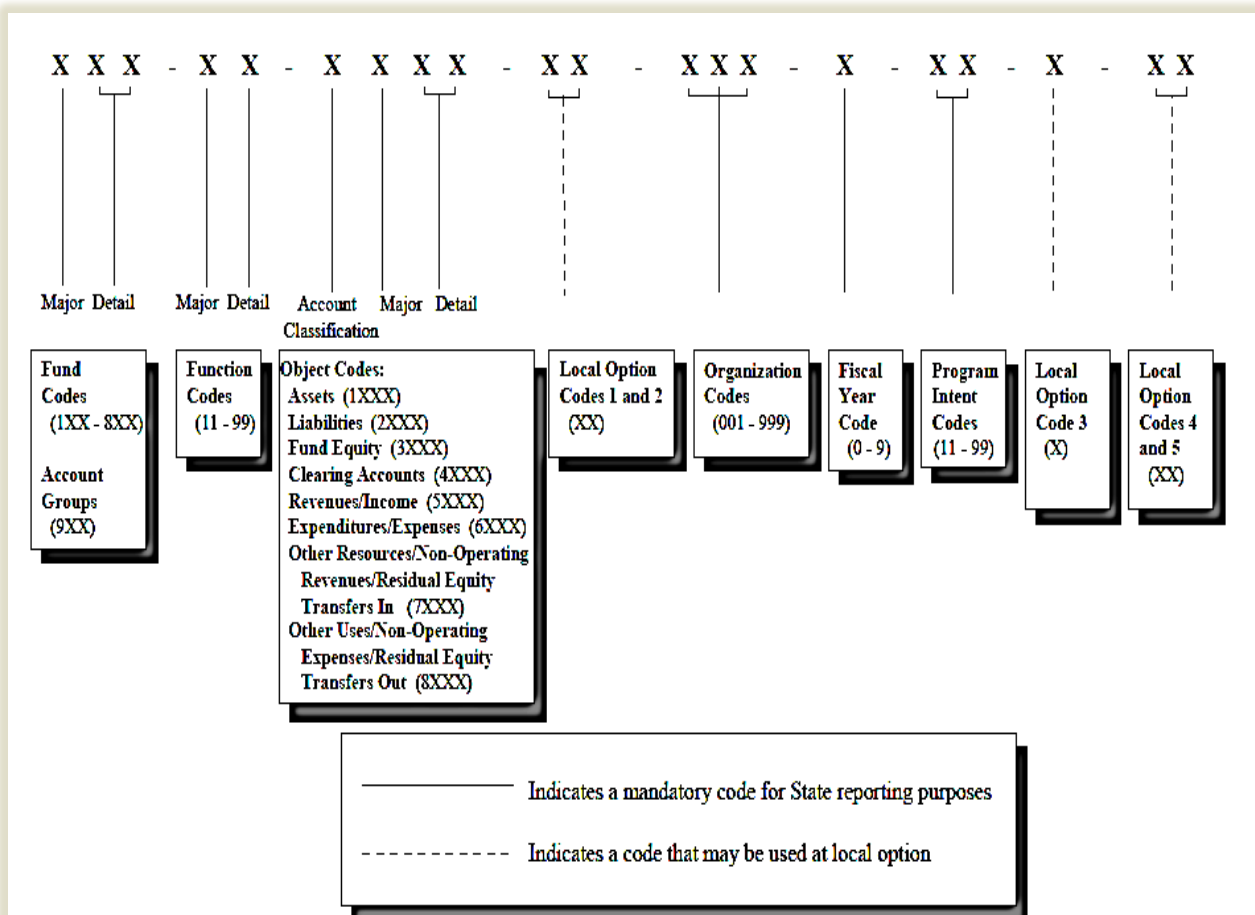 X X X - X X - X X X X - X X - X X X - X - X X - X - X X
Major Detail Major Detail Account Major Detail
Classification
Fund
Codes
(1XX - 8XX)
Account
Groups
(9XX)
Function
Codes
(11 - 99)
Object Codes:
Assets (1XXX)
Liabilities (2XXX)
Fund Equity (3XXX)
Clearing Accounts (4XXX)
Revenues/Income (5XXX)
Expenditures/Expenses (6XXX)
Other Resources/Non-Operating
Revenues/Residual Equity
Transfers In (7XXX)
Other Uses/Non-Operating
Expenses/Residual Equity
Transfers Out (8XXX)
Local Option
Codes 1 and 2
(XX)
Organization
Codes
(001 - 999)
Fiscal
Year
Code
(0 - 9)
Program
Intent
Codes
(11 - 99)
Local
Option
Code 3
(X)
Local
Option
Codes 4
and 5
(XX)
Indicates a mandatory code for State reporting purposes
Indicates a code that may be used at local option